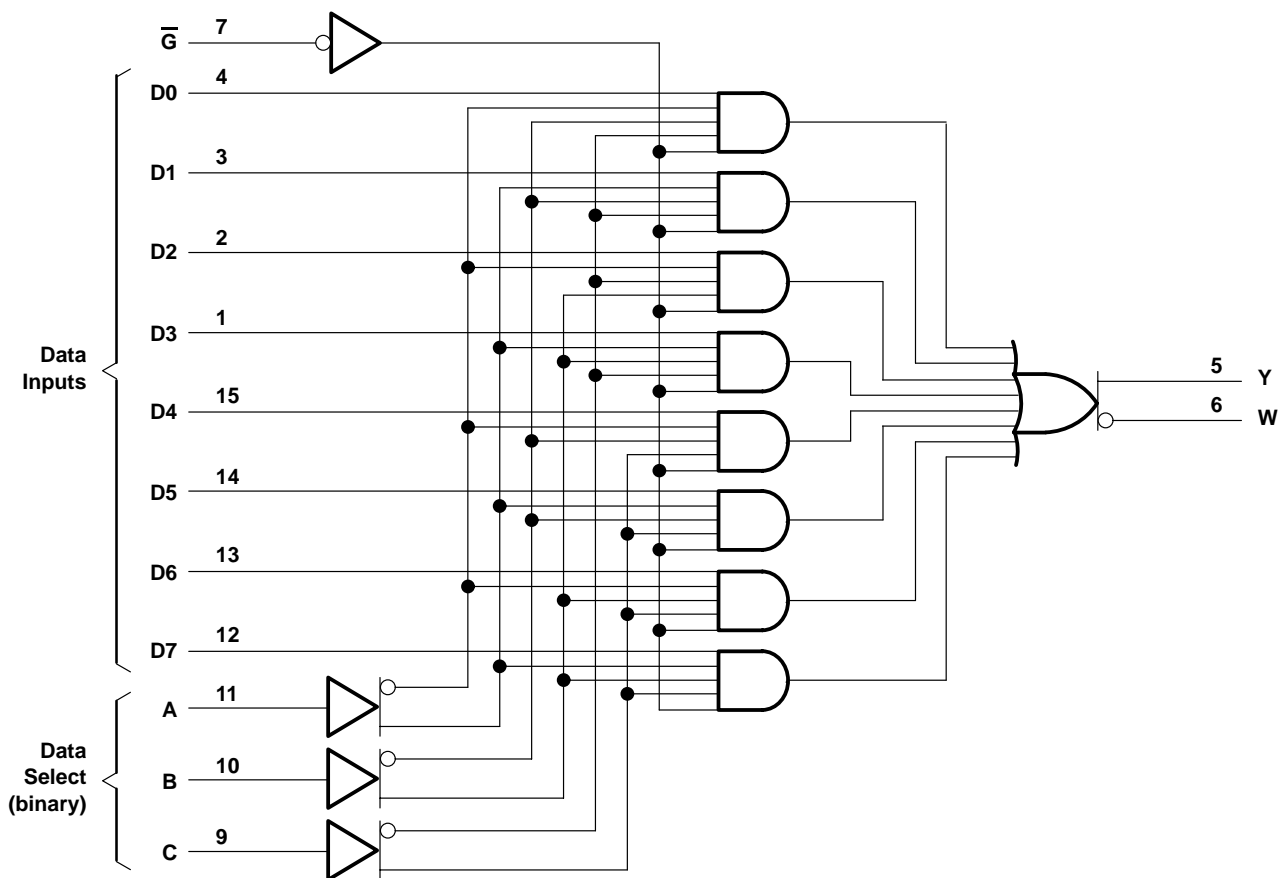 G̅ 7
D0 4
D1 3
D2 2
D3 1
Data
Inputs
D4 15
D5 14
D6 13
D7 12
5 Y
6 W
A 11
Data
Select
(binary)
B 10
C 9